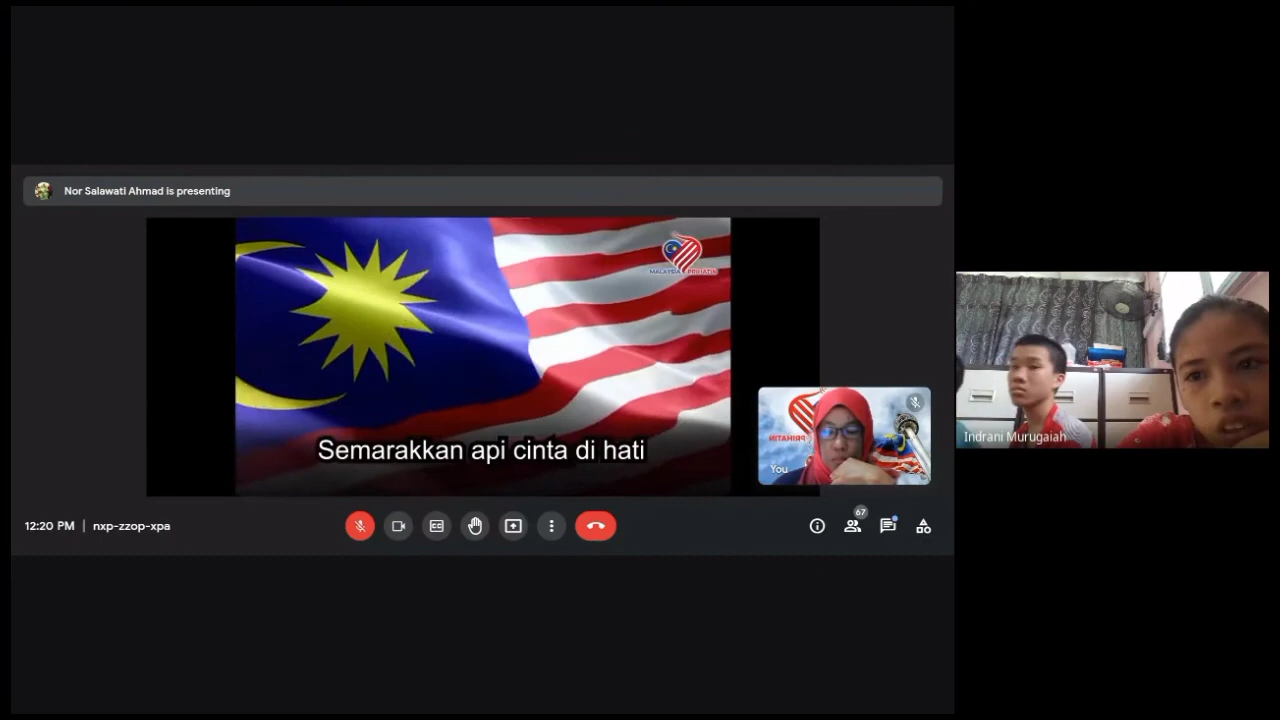 Nor Salawati Ahmad is presenting
MALAYSIA PRIHATIN
Semarakkan api cinta di hati
PRIHATIN
You
Indrani Murugaiah
12:20 PM | nxp-zzop-xpa
67